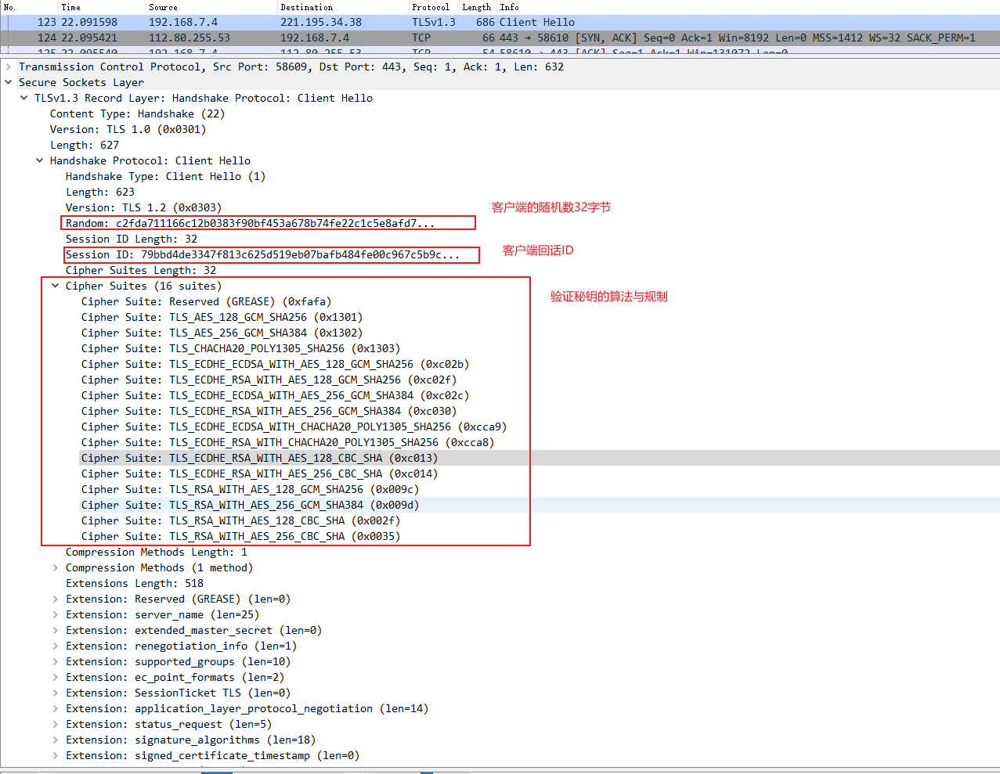 No. Time Source Destination Protocol Length Info
123 22.091598 192.168.7.4 221.195.34.38 TLSv1.3 686 Client Hello
124 22.095421 112.80.255.53 192.168.7.4 TCP 66 443 → 58610 [SYN, ACK] Seq=0 Ack=1 Win=8192 Len=0 MSS=1412 WS=32 SACK_PERM=1
125 22.095540 192.168.7.4 112.80.255.53 TCP 54 58610 → 443 [ACK] Seq=1 Ack=1 Win=131072 Len=0
Transmission Control Protocol, Src Port: 58609, Dst Port: 443, Seq: 1, Ack: 1, Len: 632
Secure Sockets Layer
TLSv1.3 Record Layer: Handshake Protocol: Client Hello
Content Type: Handshake (22)
Version: TLS 1.0 (0x0301)
Length: 627
Handshake Protocol: Client Hello
Handshake Type: Client Hello (1)
Length: 623
Version: TLS 1.2 (0x0303)
客户端的随机数32字节
Random: c2fda711166c12b0383f90bf453a678b74fe22c1c5e8afd7...
Session ID Length: 32
客户端回话ID
Session ID: 79bbd4de3347f813c625d519eb07bafb484fe00c967c5b9c...
Cipher Suites Length: 32
Cipher Suites (16 suites)
验证秘钥的算法与规制
Cipher Suite: Reserved (GREASE) (0xfafa)
Cipher Suite: TLS_AES_128_GCM_SHA256 (0x1301)
Cipher Suite: TLS_AES_256_GCM_SHA384 (0x1302)
Cipher Suite: TLS_CHACHA20_POLY1305_SHA256 (0x1303)
Cipher Suite: TLS_ECDHE_ECDSA_WITH_AES_128_GCM_SHA256 (0xc02b)
Cipher Suite: TLS_ECDHE_RSA_WITH_AES_128_GCM_SHA256 (0xc02f)
Cipher Suite: TLS_ECDHE_ECDSA_WITH_AES_256_GCM_SHA384 (0xc02c)
Cipher Suite: TLS_ECDHE_RSA_WITH_AES_256_GCM_SHA384 (0xc030)
Cipher Suite: TLS_ECDHE_ECDSA_WITH_CHACHA20_POLY1305_SHA256 (0xcca9)
Cipher Suite: TLS_ECDHE_RSA_WITH_CHACHA20_POLY1305_SHA256 (0xcca8)
Cipher Suite: TLS_ECDHE_RSA_WITH_AES_128_CBC_SHA (0xc013)
Cipher Suite: TLS_ECDHE_RSA_WITH_AES_256_CBC_SHA (0xc014)
Cipher Suite: TLS_RSA_WITH_AES_128_GCM_SHA256 (0x009c)
Cipher Suite: TLS_RSA_WITH_AES_256_GCM_SHA384 (0x009d)
Cipher Suite: TLS_RSA_WITH_AES_128_CBC_SHA (0x002f)
Cipher Suite: TLS_RSA_WITH_AES_256_CBC_SHA (0x0035)
Compression Methods Length: 1
Compression Methods (1 method)
Extensions Length: 518
Extension: Reserved (GREASE) (len=0)
Extension: server_name (len=25)
Extension: extended_master_secret (len=0)
Extension: renegotiation_info (len=1)
Extension: supported_groups (len=10)
Extension: ec_point_formats (len=2)
Extension: SessionTicket TLS (len=0)
Extension: application_layer_protocol_negotiation (len=14)
Extension: status_request (len=5)
Extension: signature_algorithms (len=18)
Extension: signed_certificate_timestamp (len=0)